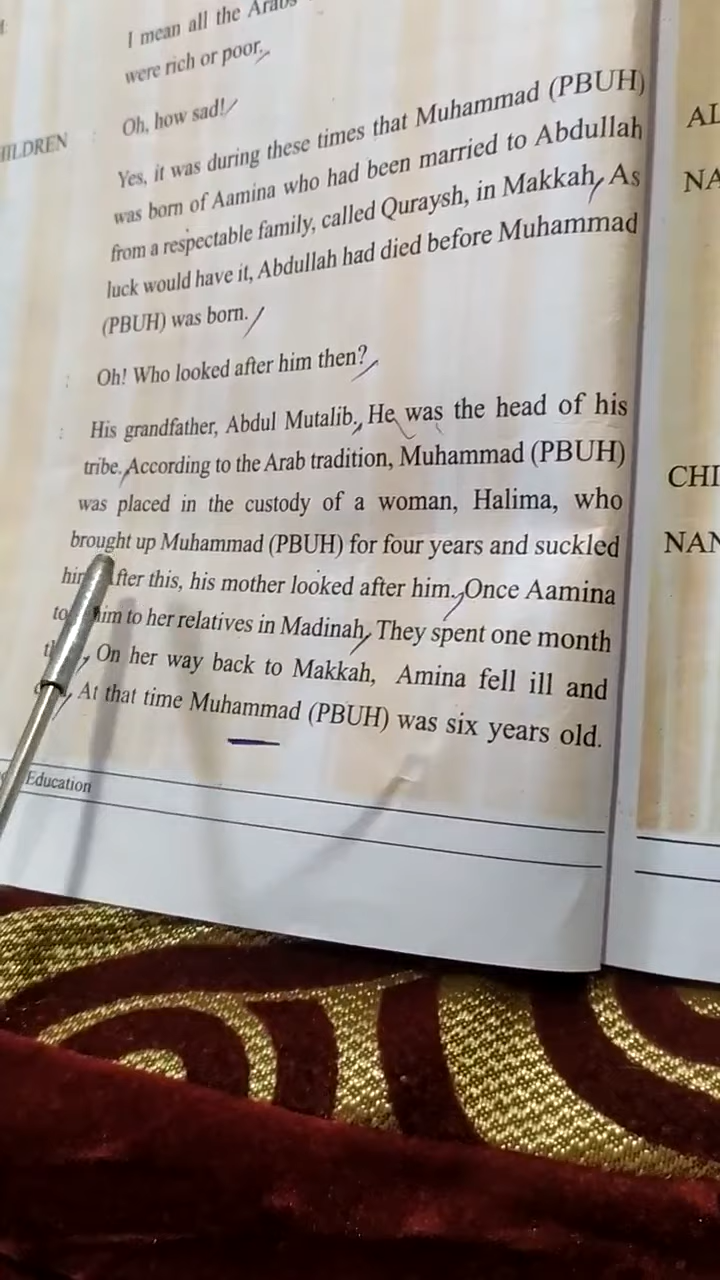 I mean all the Arabs
were rich or poor.
HILDREN : Oh, how sad!
Yes, it was during these times that Muhammad (PBUH)
was born of Aamina who had been married to Abdullah
from a respectable family, called Quraysh, in Makkah, As
luck would have it, Abdullah had died before Muhammad
(PBUH) was born.
: Oh! Who looked after him then?
: His grandfather, Abdul Mutalib., He was the head of his
tribe. According to the Arab tradition, Muhammad (PBUH)
was placed in the custody of a woman, Halima, who
brought up Muhammad (PBUH) for four years and suckled
After this, his mother looked after him. Once Aamina
him to her relatives in Madinah, They spent one month
On her way back to Makkah, Amina fell ill and
At that time Muhammad (PBUH) was six years old.
Education
AL
NA
CHI
NAN